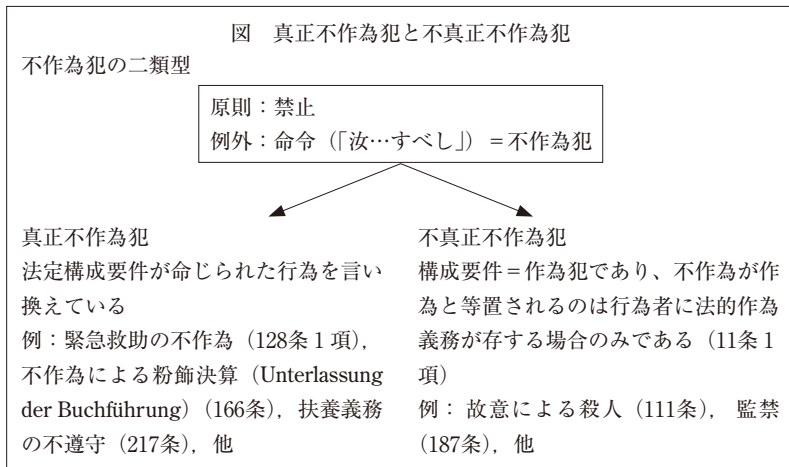 図　真正不作為犯と不真正不作為犯
不作為犯の二類型
原則：禁止
例外：命令（「汝…すべし」）＝不作為犯
真正不作為犯
法定構成要件が命じられた行為を言い
換えている
例：緊急救助の不作為（128条１項），
不作為による粉飾決算（Unterlassung
der Buchführung）（166条），扶養義務
の不遵守（217条），他
不真正不作為犯
構成要件＝作為犯であり、不作為が作
為と等置されるのは行為者に法的作為
義務が存する場合のみである（11条１
項）
例：故意による殺人（111条），監禁
（187条），他